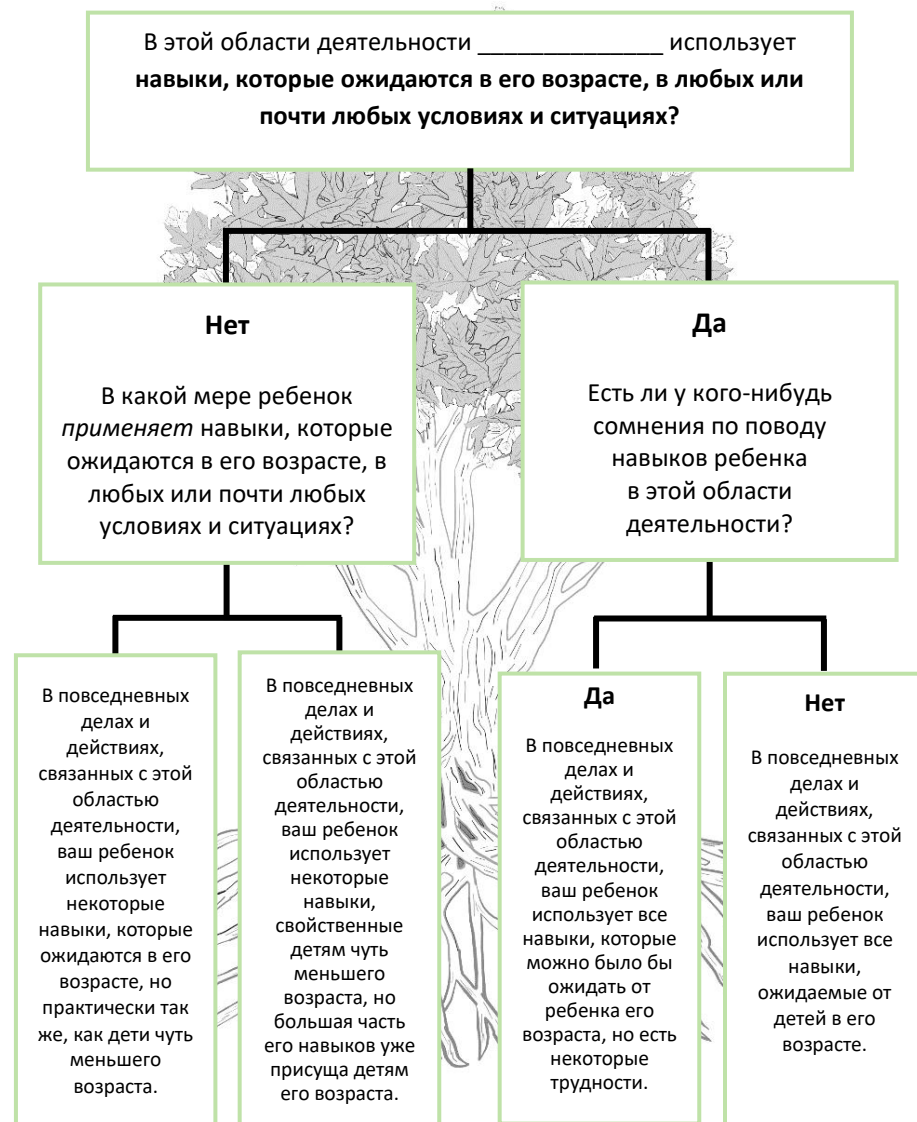 В этой области деятельности ______________ использует
навыки, которые ожидаются в его возрасте, в любых или
почти любых условиях и ситуациях?
Нет
В какой мере ребенок
применяет навыки, которые
ожидаются в его возрасте, в
любых или почти любых
условиях и ситуациях?
Да
Есть ли у кого-нибудь
сомнения по поводу
навыков ребенка
в этой области
деятельности?
В повседневных
делах и
действиях,
связанных с этой
областью
деятельности,
ваш ребенок
использует
некоторые
навыки, которые
ожидаются в его
возрасте, но
практически так
же, как дети чуть
меньшего
возраста.
В повседневных
делах и
действиях,
связанных с этой
областью
деятельности,
ваш ребенок
использует
некоторые
навыки,
свойственные
детям чуть
меньшего
возраста, но
большая часть
его навыков уже
присуща детям
его возраста.
Да
В повседневных
делах и
действиях,
связанных с этой
областью
деятельности,
ваш ребенок
использует все
навыки, которые
можно было бы
ожидать от
ребенка его
возраста, но есть
некоторые
трудности.
Нет
В повседневных
делах и
действиях,
связанных с этой
областью
деятельности,
ваш ребенок
использует все
навыки,
ожидаемые от
детей в его
возрасте.